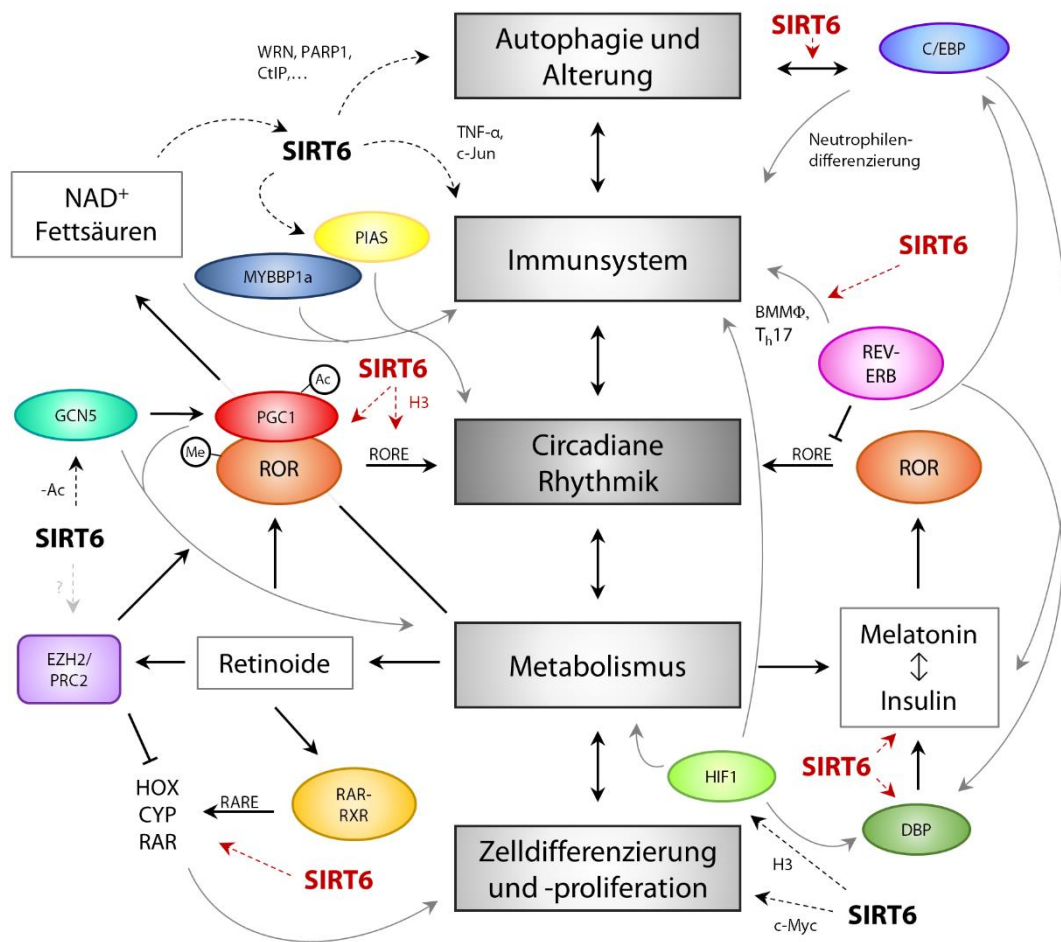 SIRT6
Autophagie und
Alterung
C/EBP
WRN, PARP1,
CtIP,...
TNF-α,
c-Jun
SIRT6
Neutrophilen-
differenzierung
NAD⁺
Fettsäuren
PIAS
MYBBP1a
Immunsystem
SIRT6
BMMΦ,
Tₕ17
REV-
ERB
SIRT6
Ac
H3
GCN5
PGC1
Me
ROR
RORE
Circadiane
Rhythmik
RORE
ROR
-Ac
SIRT6
?
EZH2/
PRC2
Retinoide
Metabolismus
Melatonin
Insulin
HOX
CYP
RAR
RARE
RAR-
RXR
HIF1
SIRT6
DBP
SIRT6
Zelldifferenzierung
und -proliferation
H3
c-Myc
SIRT6